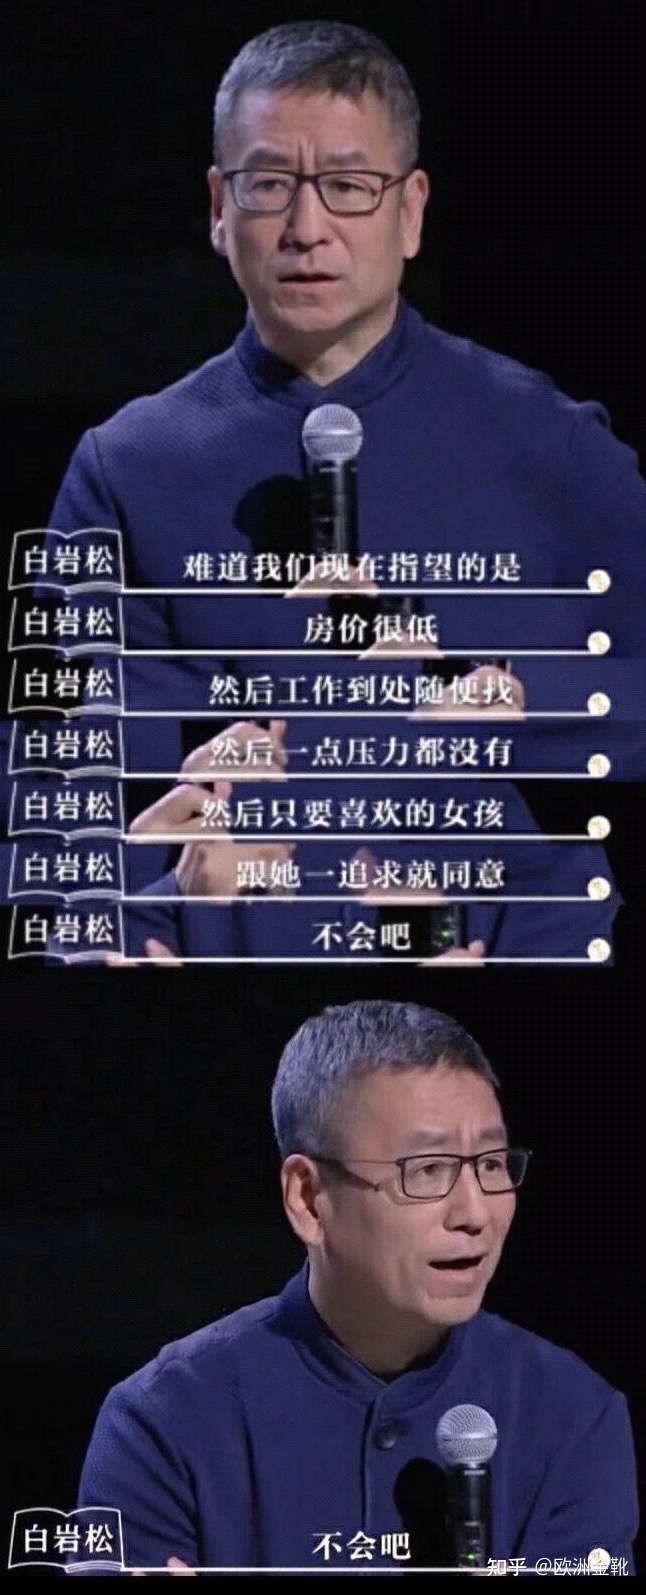 白岩松 难道我们现在指望的是
白岩松 房价很低
白岩松 然后工作到处随便找
白岩松 然后一点压力都没有
白岩松 然后只要喜欢的女孩
白岩松 跟她一追求就同意
白岩松 不会吧
白岩松 不会吧
知乎 @欧洲金靴